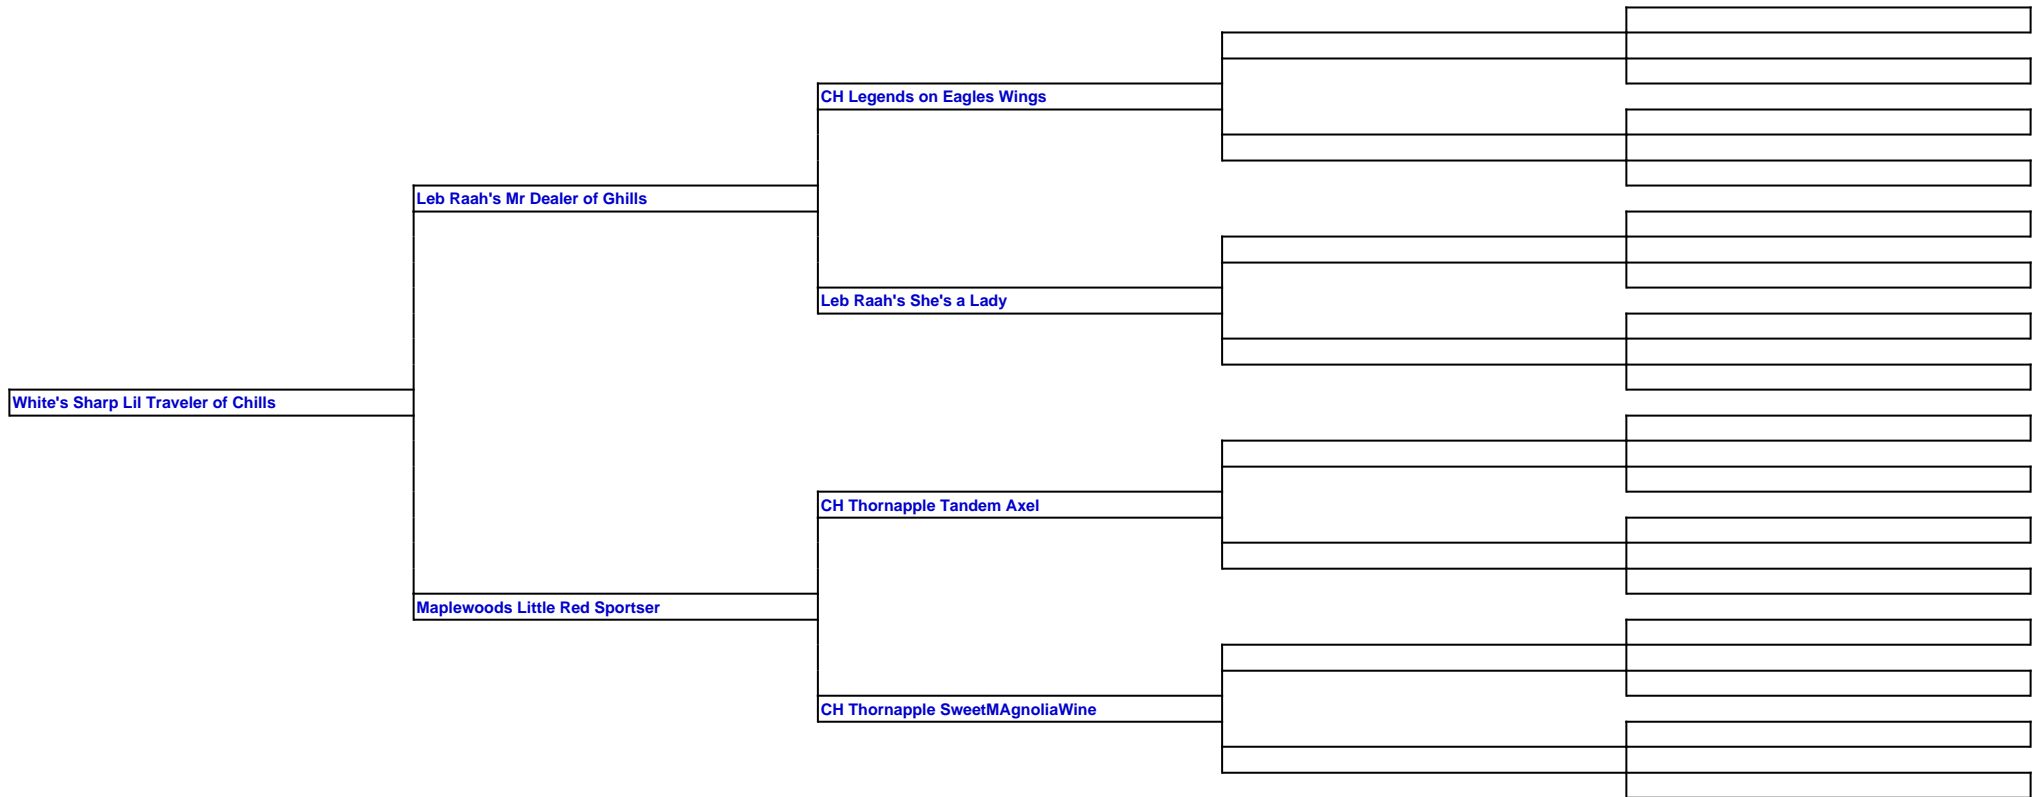 CH Legends on Eagles Wings
Leb Raah's Mr Dealer of Ghills
Leb Raah's She's a Lady
White's Sharp Lil Traveler of Chills
CH Thornapple Tandem Axel
Maplewoods Little Red Sportser
CH Thornapple SweetMAgnoliaWine